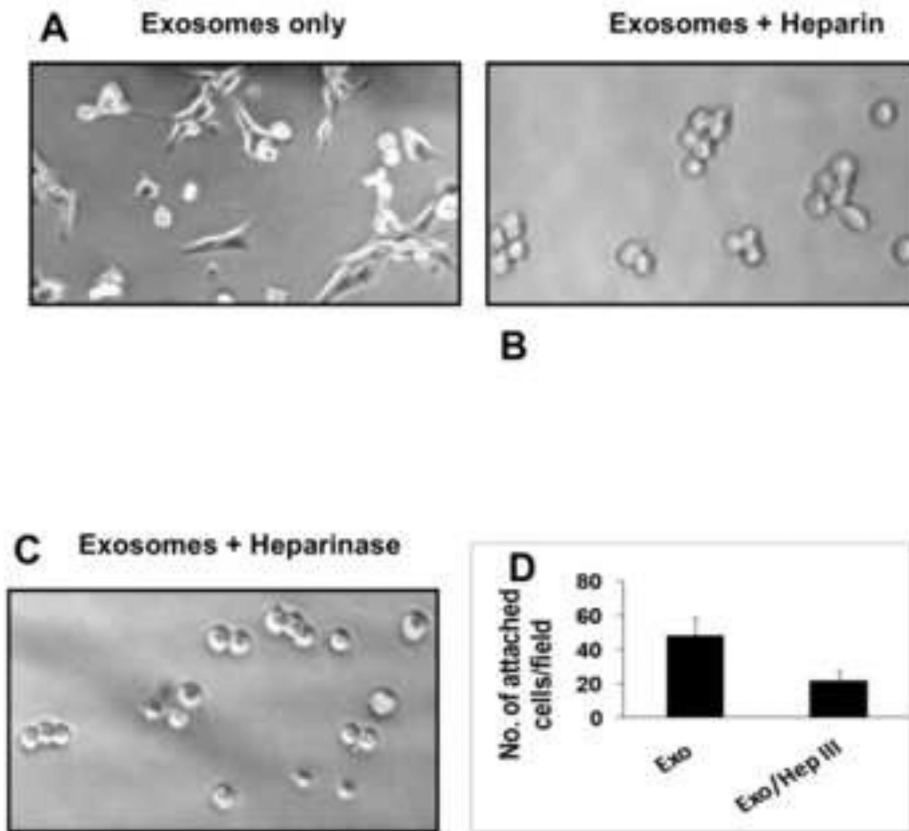 A Exosomes only
Exosomes + Heparin
B
C Exosomes + Heparinase
D
No. of attached
cells/field
80
60
40
20
0
Exo
Exo/Hep III